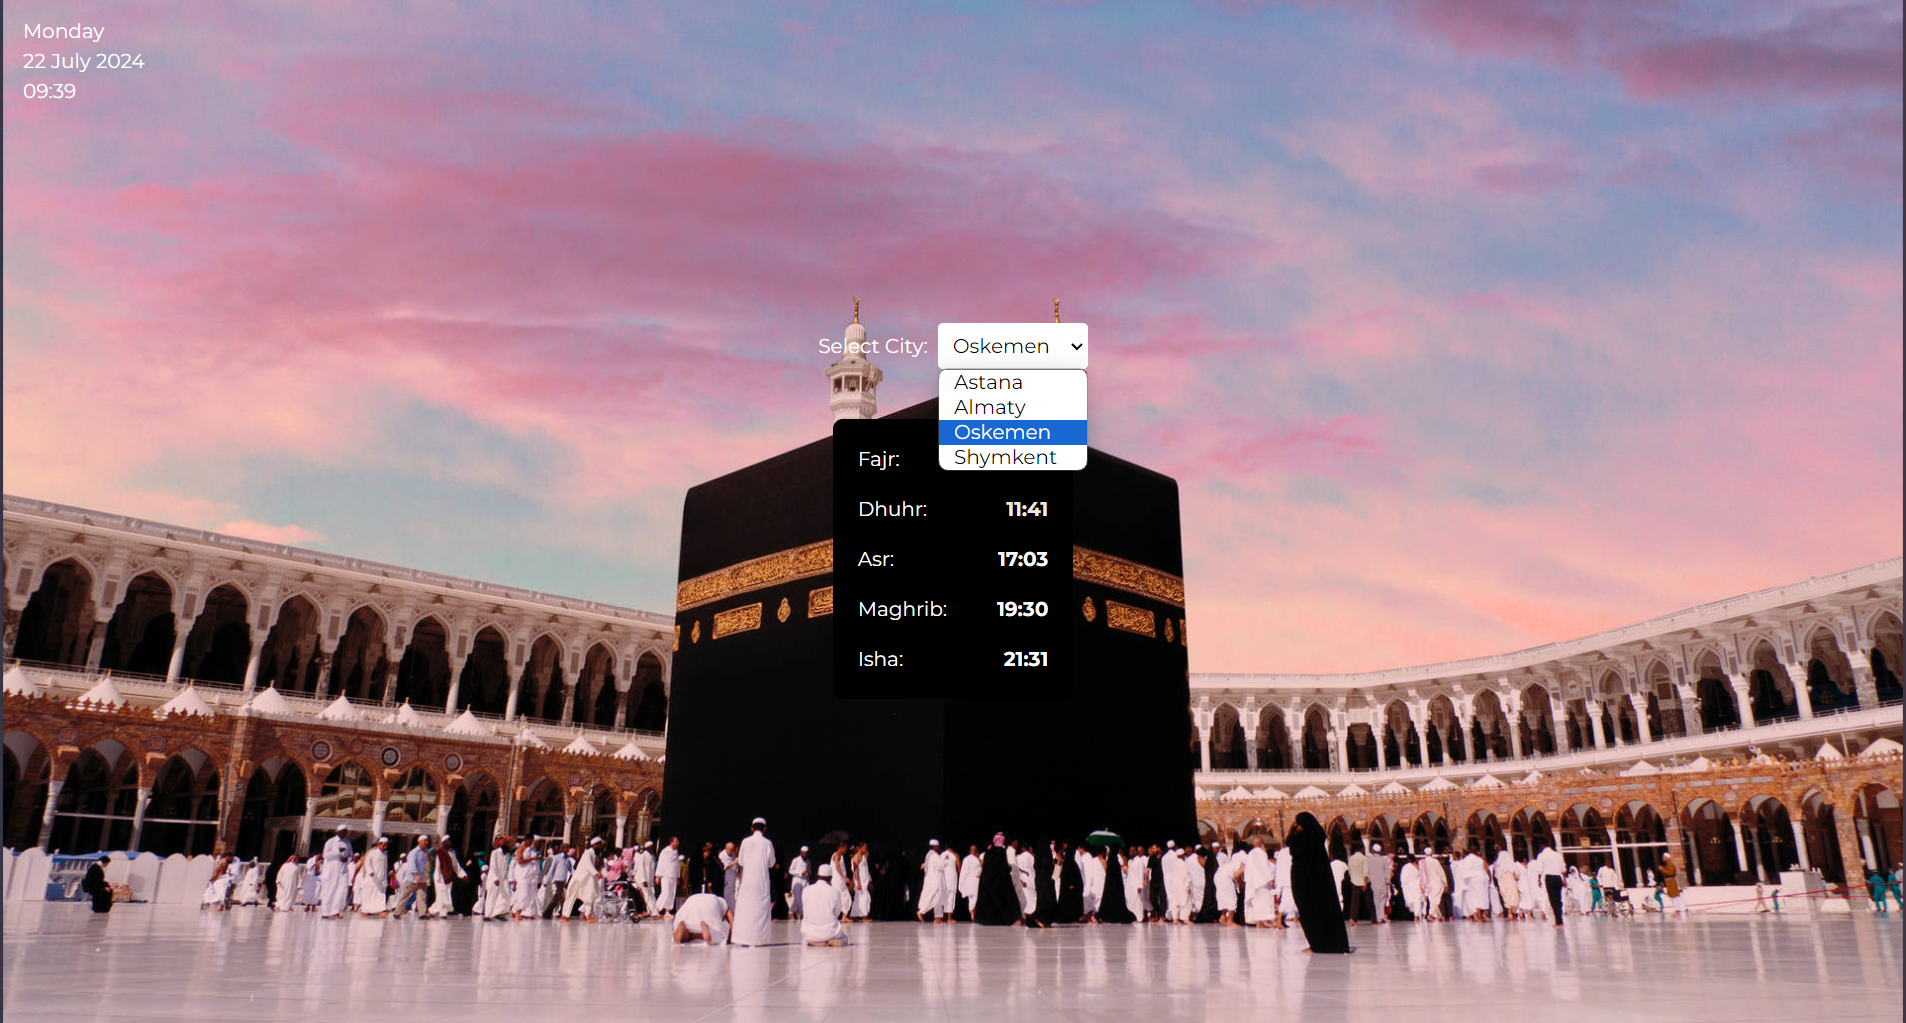 Monday
22 July 2024
09:39
Select City: Oskemen
Astana
Almaty
Oskemen
Shymkent
Fajr:
Dhuhr: 11:41
Asr: 17:03
Maghrib: 19:30
Isha: 21:31